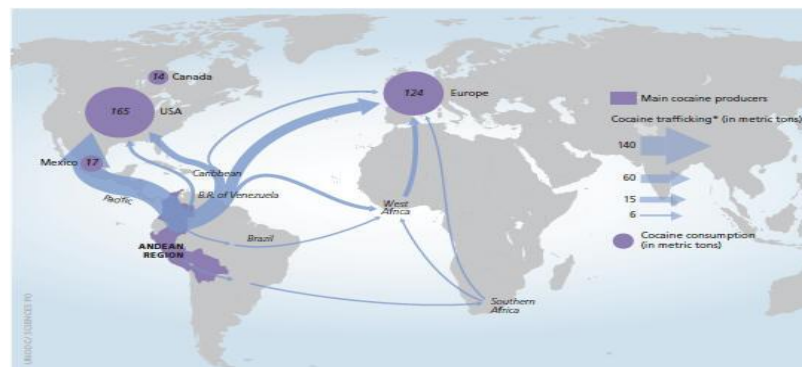 14 Canada
165 USA
124 Europe
Main cocaine producers
Cocaine trafficking* (in metric tons)
140
60
15
6
Cocaine consumption
(in metric tons)
Mexico 17
Caribbean
B.R. of Venezuela
Pacific
West
Africa
ANDEAN
REGION
Brazil
Southern
Africa